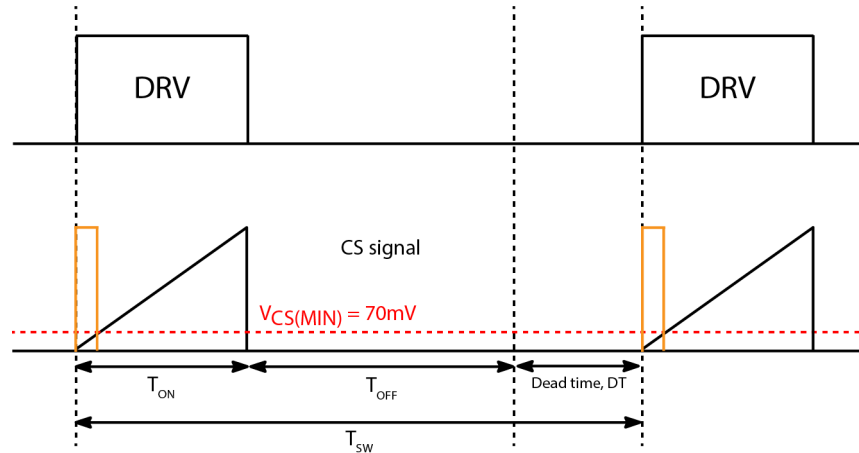 DRV
DRV
CS signal
VCS(MIN) = 70mV
TON
TOFF
Dead time, DT
TSW